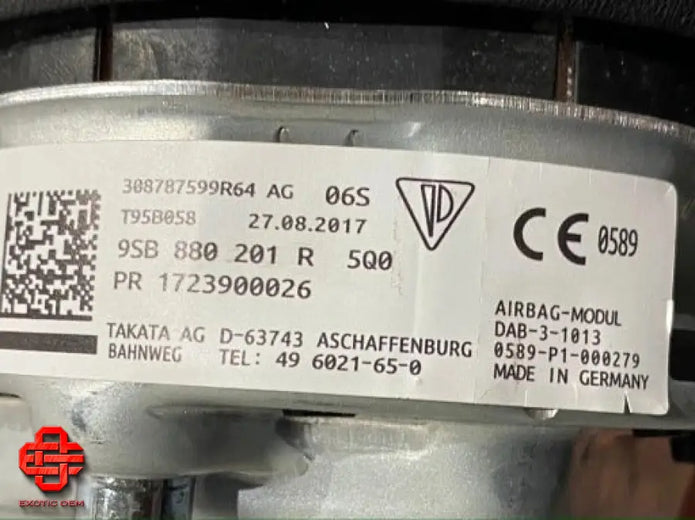 308787599R64 AG 06S
T95B058 27.08.2017
9SB 880 201 R 5Q0
PR 1723900026
TAKATA AG D-63743 ASCHAFFENBURG
BAHNWEG TEL: 49 6021-65-0
PD
CE 0589
AIRBAG-MODUL
DAB-3-1013
0589-P1-000279
MADE IN GERMANY
EXOTIC OEM